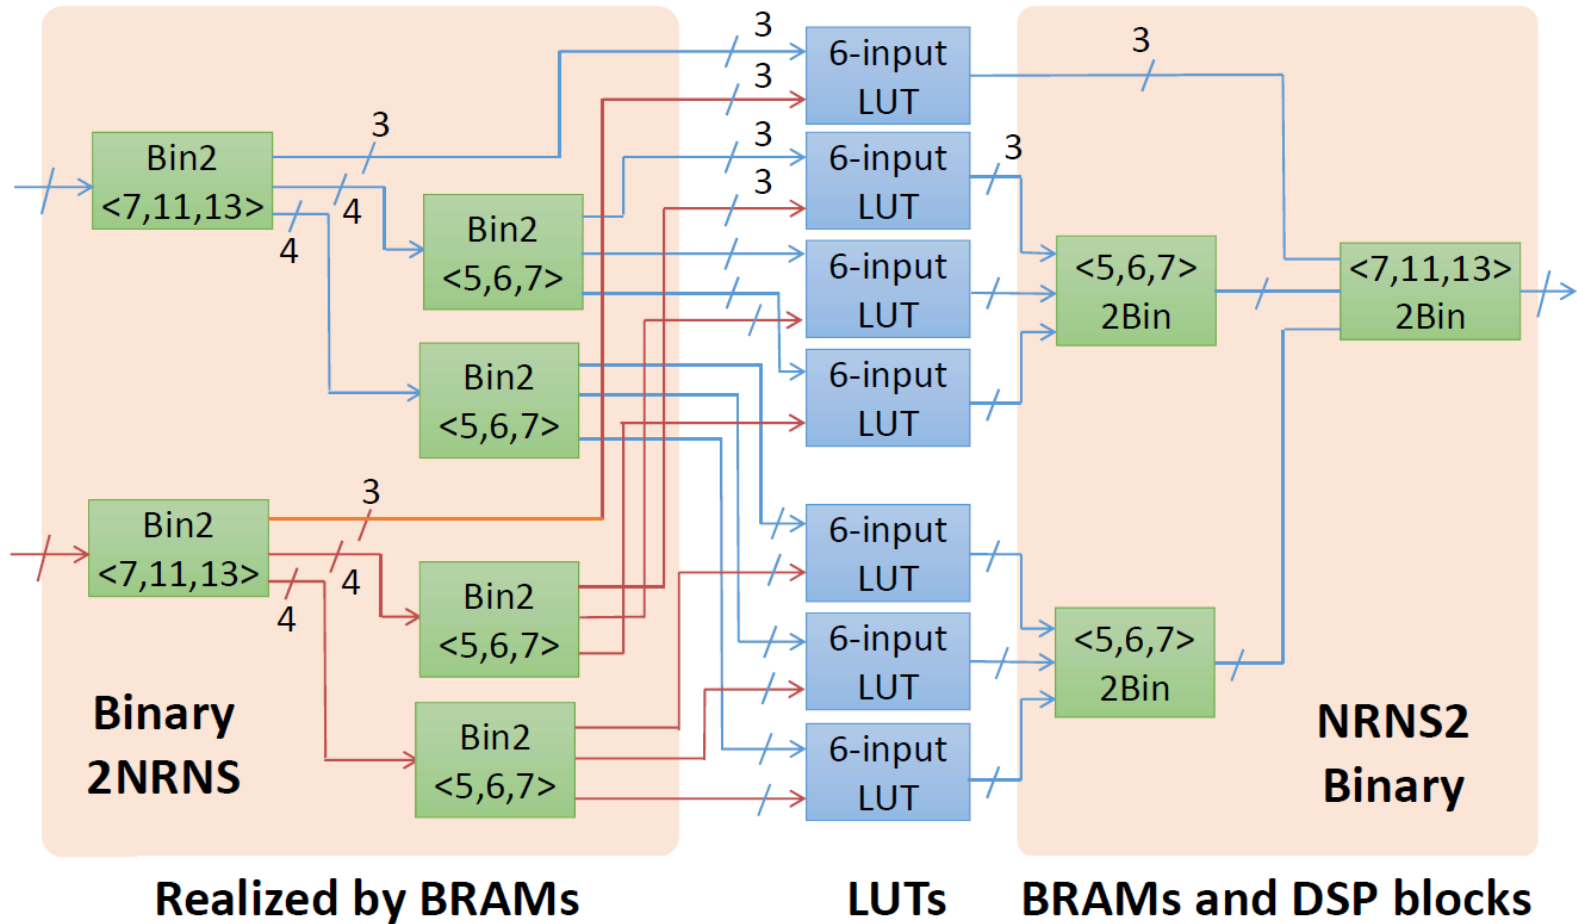 3
6-input
LUT
3
3
3
Bin2
<7,11,13>
3
4
4
3
3
6-input
LUT
3
Bin2
<5,6,7>
6-input
LUT
<5,6,7>
2Bin
<7,11,13>
2Bin
Bin2
<5,6,7>
6-input
LUT
Bin2
<7,11,13>
3
4
4
6-input
LUT
Bin2
<5,6,7>
6-input
LUT
<5,6,7>
2Bin
Bin2
<5,6,7>
6-input
LUT
Binary
2NRNS
NRNS2
Binary
Realized by BRAMs
LUTs
BRAMs and DSP blocks